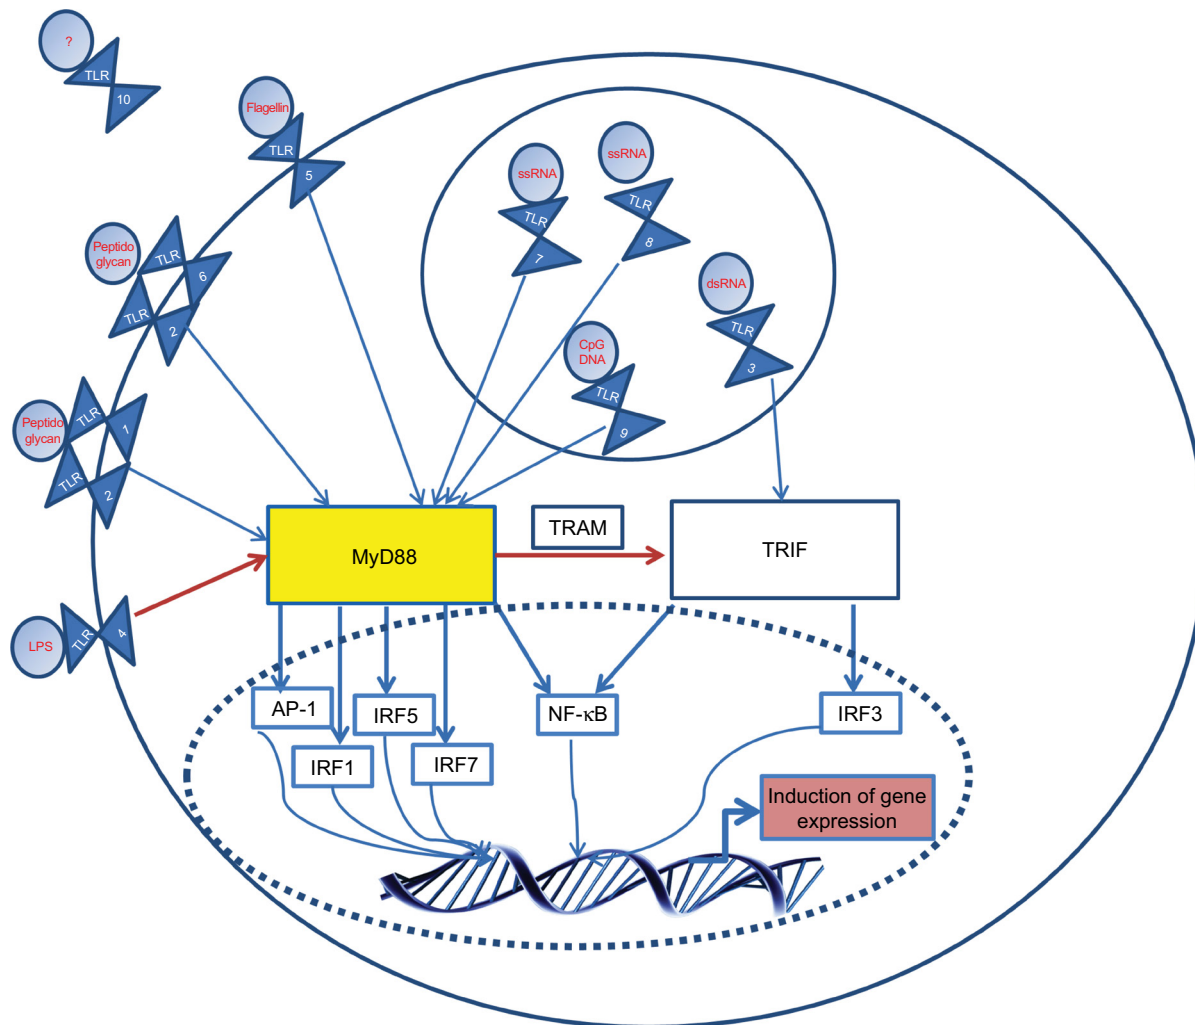 ?
TLR
10
Flagellin
TLR
5
ssRNA
TLR
7
ssRNA
TLR
8
Peptido
glycan
TLR
6
TLR
2
dsRNA
TLR
3
CpG
DNA
TLR
9
Peptido
glycan
TLR
1
TLR
2
LPS
TLR
4
MyD88
TRAM
TRIF
AP-1
IRF1
IRF5
IRF7
NF-κB
IRF3
Induction of gene
expression